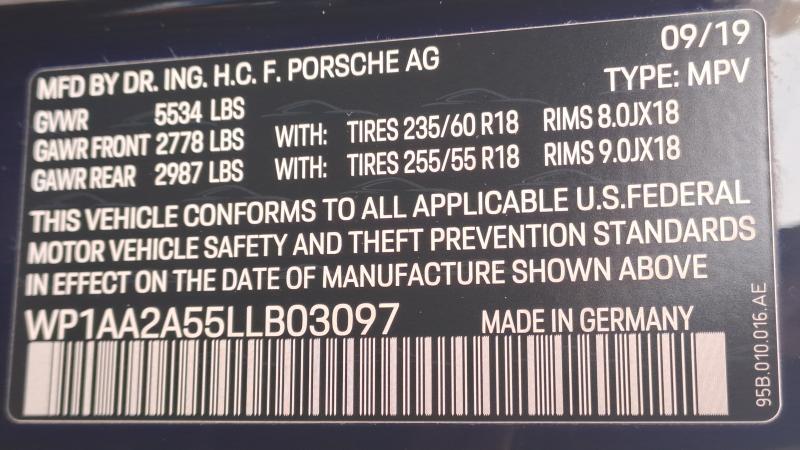 MFD BY DR. ING. H.C. F. PORSCHE AG 09/19
TYPE: MPV
GVWR 5534 LBS
GAWR FRONT 2778 LBS WITH: TIRES 235/60 R18 RIMS 8.0JX18
GAWR REAR 2987 LBS WITH: TIRES 255/55 R18 RIMS 9.0JX18
THIS VEHICLE CONFORMS TO ALL APPLICABLE U.S.FEDERAL
MOTOR VEHICLE SAFETY AND THEFT PREVENTION STANDARDS
IN EFFECT ON THE DATE OF MANUFACTURE SHOWN ABOVE
WP1AA2A55LLB03097 MADE IN GERMANY
95B.010.016.AE